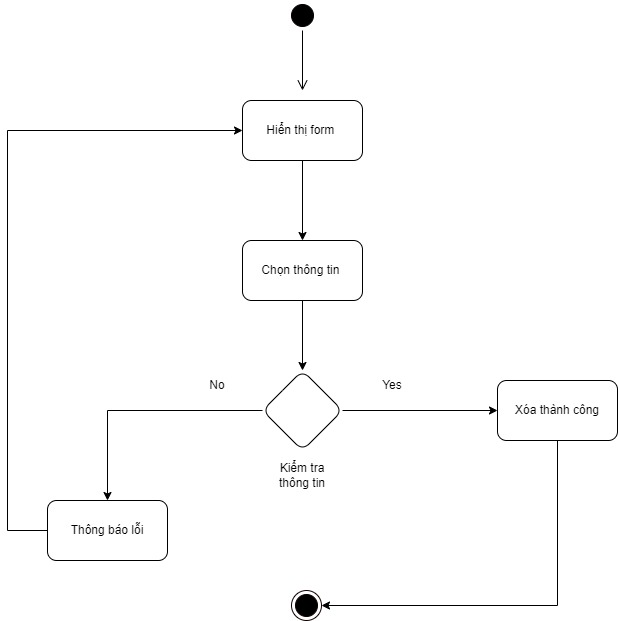 Hiển thị form
Chọn thông tin
No
Yes
Xóa thành công
Kiểm tra
thông tin
Thông báo lỗi